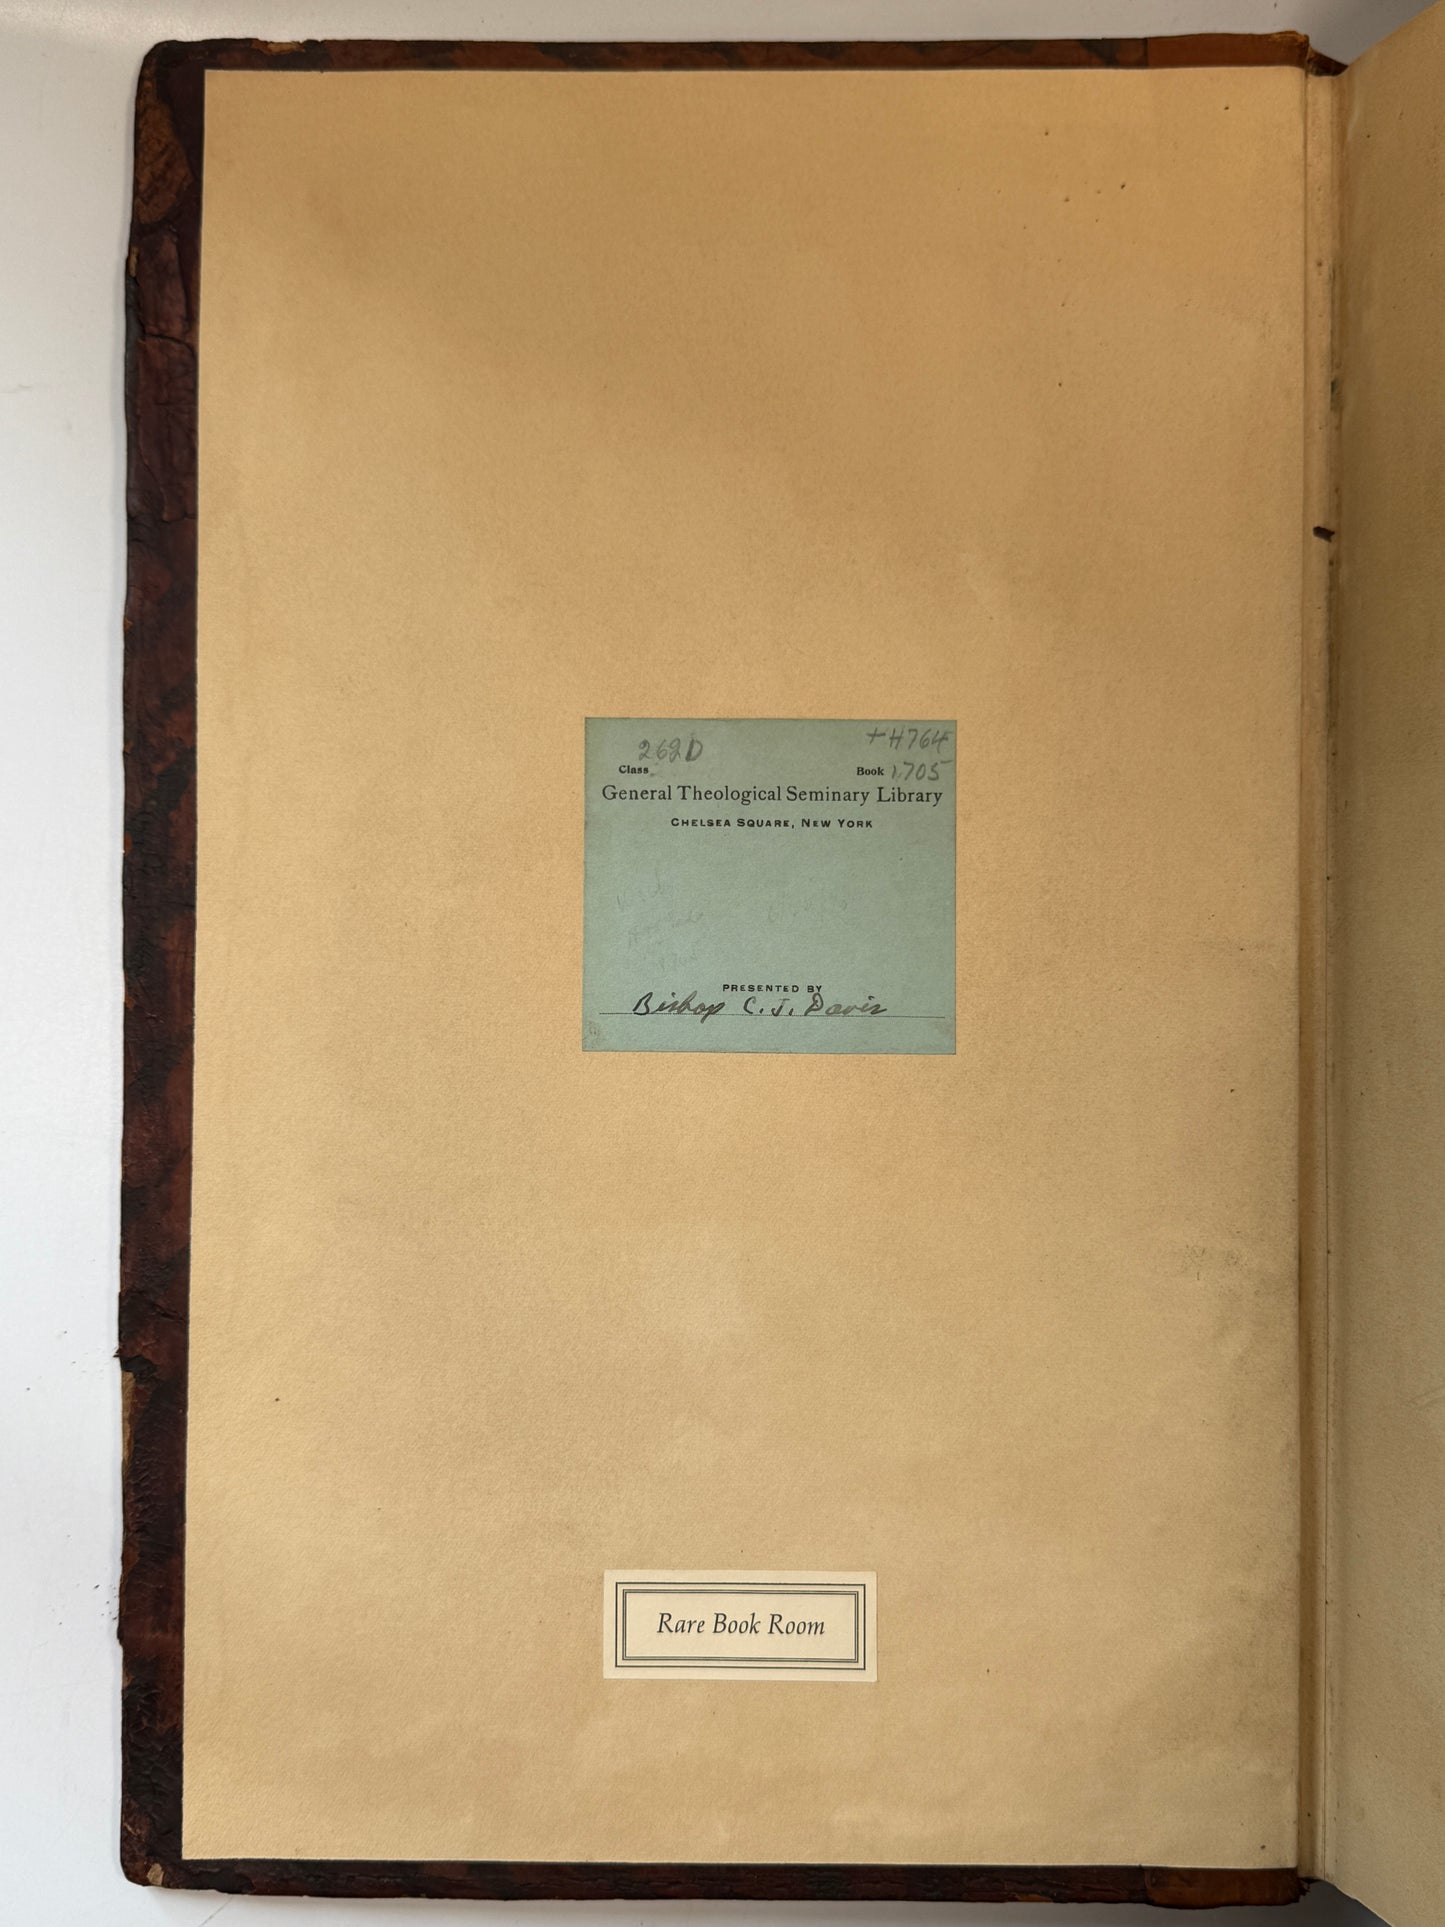 262D
+H764
Class
Book 1705
General Theological Seminary Library
CHELSEA SQUARE, NEW YORK
PRESENTED BY
Bishop C. J. Davis
Rare Book Room